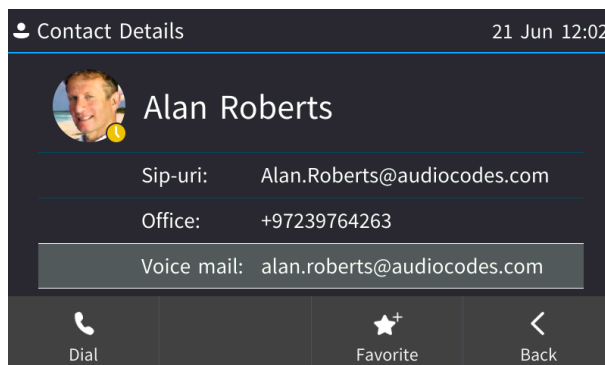 Contact Details 21 Jun 12:02
Alan Roberts
Sip-uri: Alan.Roberts@audiocodes.com
Office: +97239764263
Voice mail: alan.roberts@audiocodes.com
Dial Favorite Back